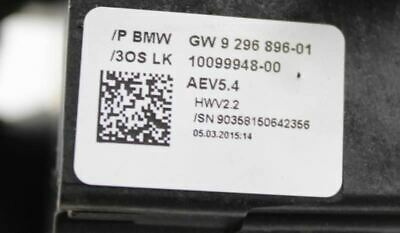 /P BMW GW 9 296 896-01
/3OS LK 10099948-00
AEV5.4
HWV2.2
/SN 90358150642356
05.03.2015:14